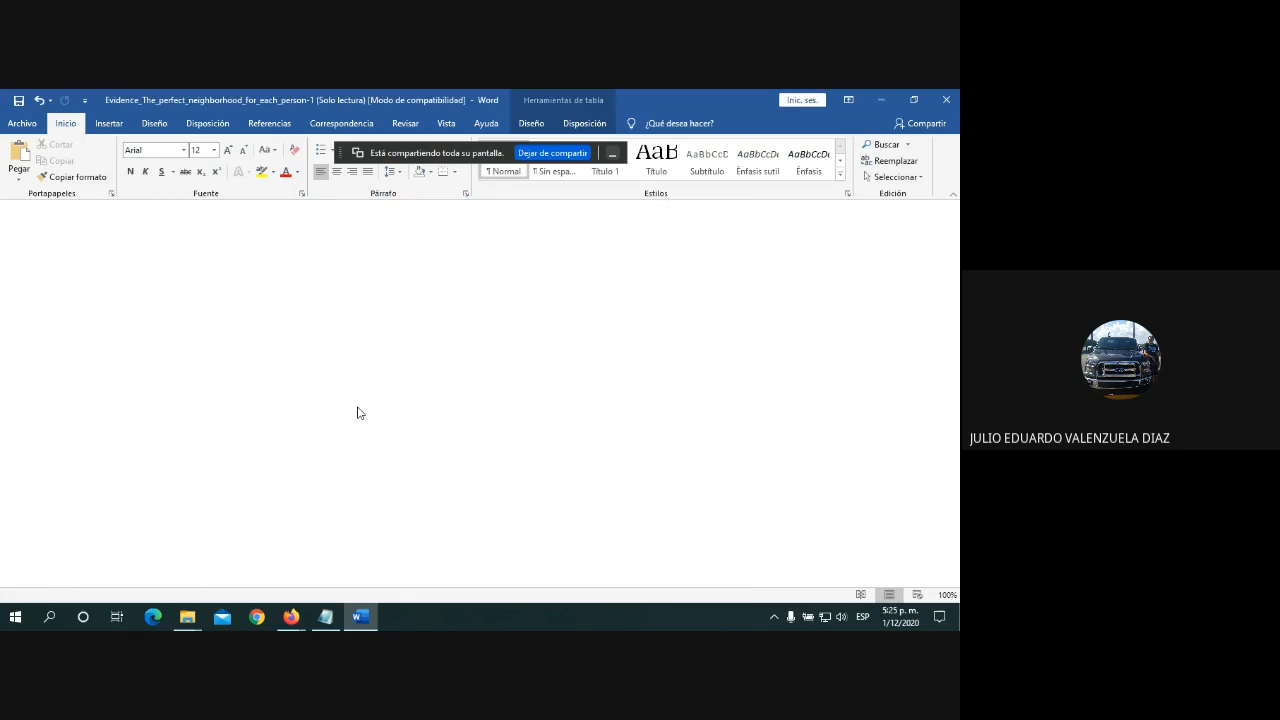 Evidence_The_perfect_neighborhood_for_each_person-1 (Solo lectura) [Modo de compatibilidad] - Word
Herramientas de tabla
Inic. ses.
Archivo Inicio Insertar Diseño Disposición Referencias Correspondencia Revisar Vista Ayuda Diseño Disposición ¿Qué desea hacer? Compartir
Pegar
Cortar
Copiar
Copiar formato
Portapapeles
Arial 12 Aa
N K S abc x₂ x² A A
Fuente
Está compartiendo toda su pantalla. Dejar de compartir
Párrafo
AaB AaBbCcD AaBbCcDc AaBbCcDc
¶ Normal ¶ Sin espa... Título 1 Título Subtítulo Énfasis sutil Énfasis
Estilos
Buscar
Reemplazar
Seleccionar
Edición
JULIO EDUARDO VALENZUELA DIAZ
100%
ESP
5:25 p. m.
1/12/2020